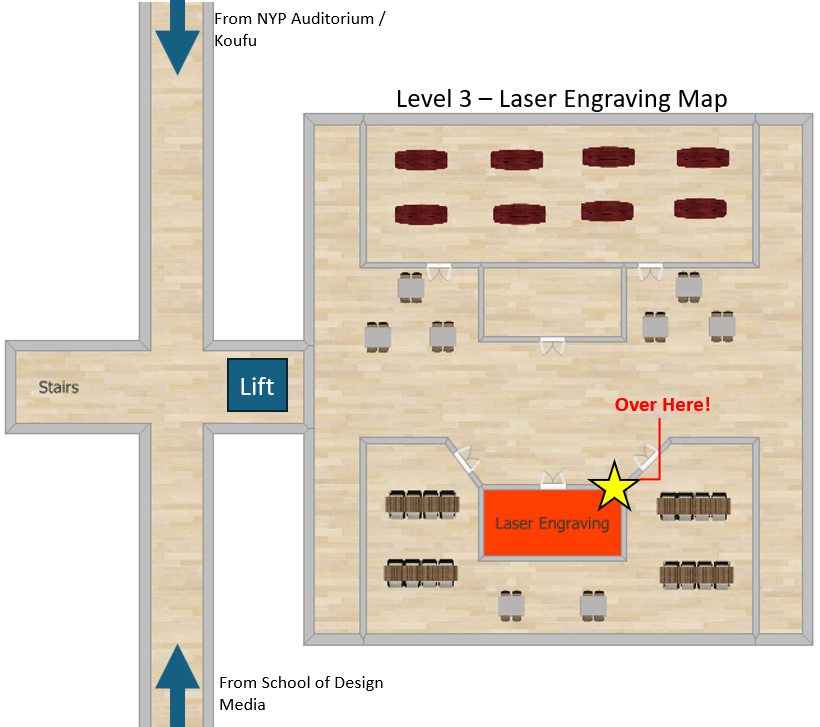 From NYP Auditorium /
Koufu
Level 3 – Laser Engraving Map
Stairs
Lift
Over Here!
Laser Engraving
From School of Design
Media